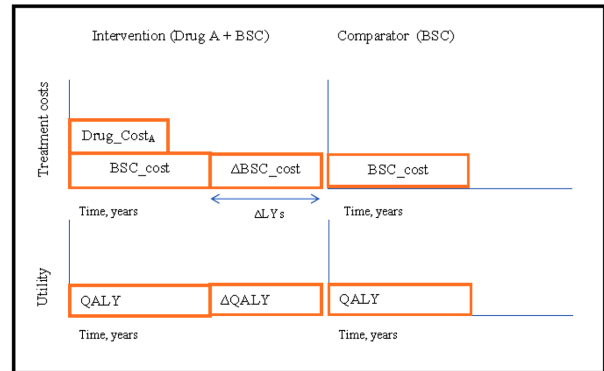 Intervention (Drug A + BSC)
Comparator (BSC)
Treatment costs
Drug_CostA
BSC_cost
ΔBSC_cost
BSC_cost
Time, years
ΔLYs
Time, years
Utility
QALY
ΔQALY
QALY
Time, years
Time, years